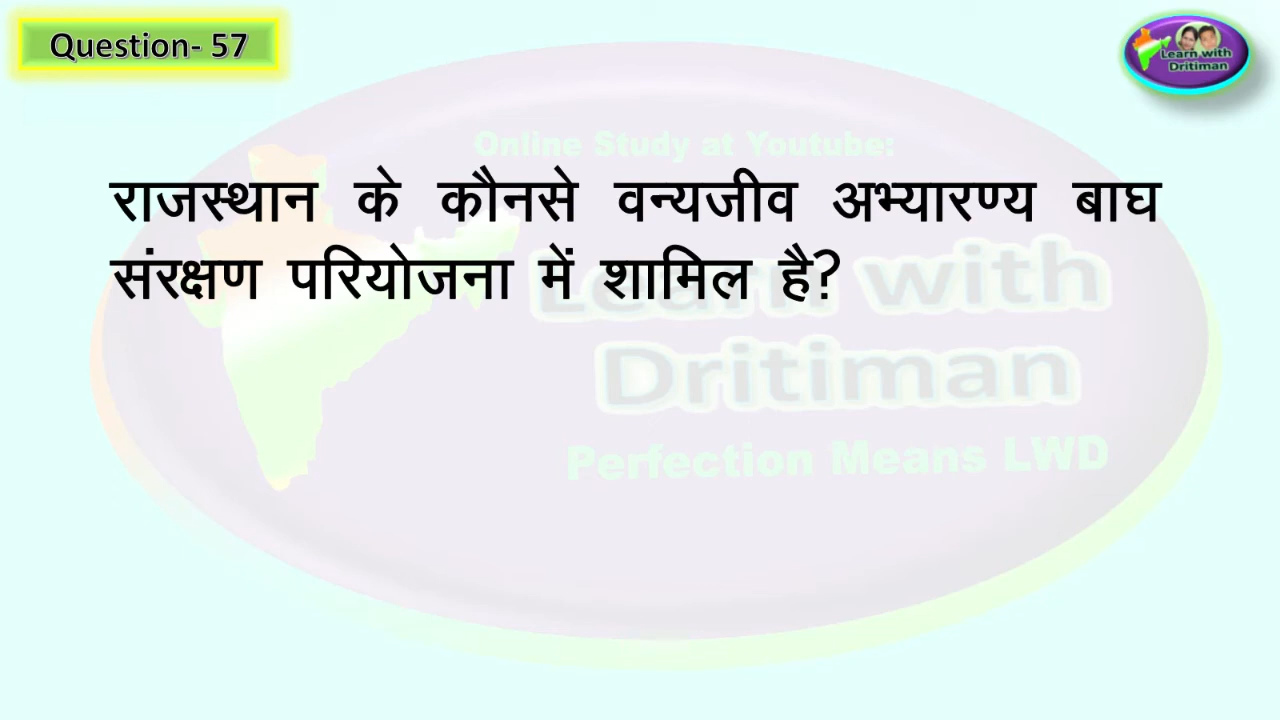 Question- 57
Learn with
Dritiman
Online Study at Youtube:
राजस्थान के कौनसे वन्यजीव अभ्यारण्य बाघ
संरक्षण परियोजना में शामिल है?
Learn with
Dritiman
Perfection Means LWD